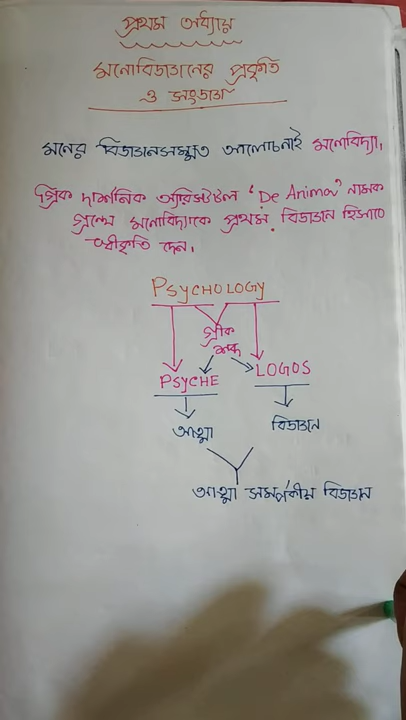 প্রথম অধ্যায়
মনোবিজ্ঞানের প্রকৃতি
ও সংজ্ঞা
মনের বিজ্ঞানসম্মত আলোচনাই মনোবিদ্যা।
গ্রিক দার্শনিক অ্যারিস্টটল 'De Anima' নামক
গ্রন্থে মনোবিদ্যাকে প্রথম বিজ্ঞান হিসাবে
স্বীকৃতি দেন।
PSYCHOLOGY
গ্রীক
শব্দ
PSYCHE LOGOS
আত্মা বিজ্ঞান
আত্মা সম্পর্কীয় বিজ্ঞান